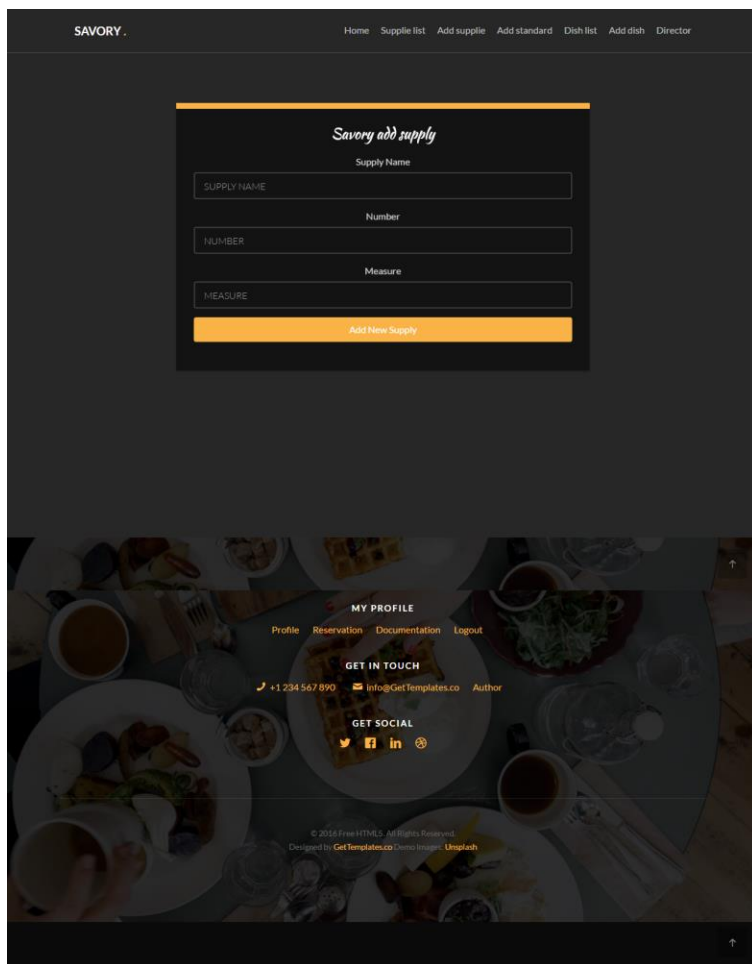 SAVORY .
Home Supplie list Add supplie Add standard Dish list Add dish Director
Savory add supply
Supply Name
SUPPLY NAME
Number
NUMBER
Measure
MEASURE
Add New Supply
MY PROFILE
Profile Reservation Documentation Logout
GET IN TOUCH
+1 234 567 890 info@GetTemplates.co Author
GET SOCIAL
© 2016 Free HTML5. All Rights Reserved.
Designed by GetTemplates.co Demo Images: Unsplash